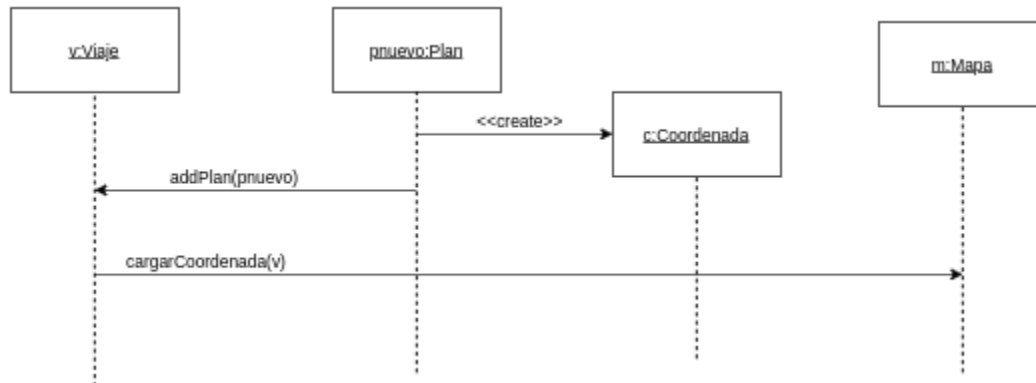 v:Viaje
pnuevo:Plan
m:Mapa
<<create>>
c:Coordenada
addPlan(pnuevo)
cargarCoordenada(v)